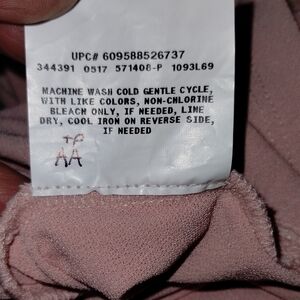 UPC# 609588526737
344391 0517 571408-P 1093L69
MACHINE WASH COLD GENTLE CYCLE,
WITH LIKE COLORS, NON-CHLORINE
BLEACH ONLY, IF NEEDED, LINE
DRY, COOL IRON ON REVERSE SIDE,
IF NEEDED
AA